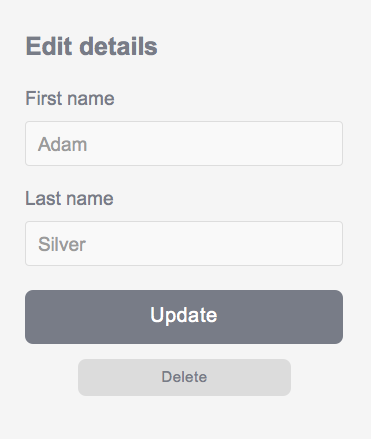 Edit details
First name
Adam
Last name
Silver
Update
Delete